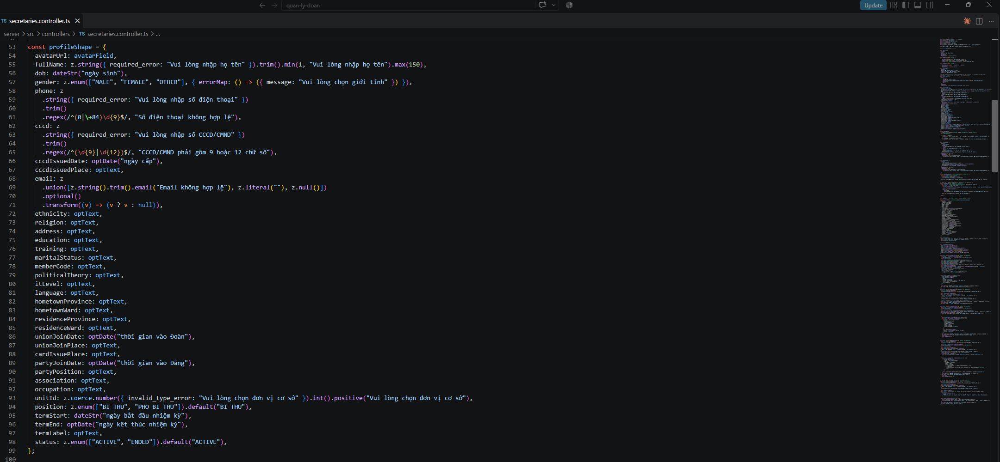 quan-ly-doan
Update
TS secretaries.controller.ts
server > src > controllers > TS secretaries.controller.ts > ...
52
53 const profileShape = {
54 avatarUrl: avatarField,
55 fullName: z.string({ required_error: "Vui lòng nhập họ tên" }).trim().min(1, "Vui lòng nhập họ tên").max(150),
56 dob: dateStr("ngày sinh"),
57 gender: z.enum(["MALE", "FEMALE", "OTHER"], { errorMap: () => ({ message: "Vui lòng chọn giới tính" }) }),
58 phone: z
59 .string({ required_error: "Vui lòng nhập số điện thoại" })
60 .trim()
61 .regex(/^(0|\+84)\d{9}$/, "Số điện thoại không hợp lệ"),
62 cccd: z
63 .string({ required_error: "Vui lòng nhập số CCCD/CMND" })
64 .trim()
65 .regex(/^(\d{9}|\d{12})$/, "CCCD/CMND phải gồm 9 hoặc 12 chữ số"),
66 cccdIssuedDate: optDate("ngày cấp"),
67 cccdIssuedPlace: optText,
68 email: z
69 .union([z.string().trim().email("Email không hợp lệ"), z.literal(""), z.null()])
70 .optional()
71 .transform((v) => (v ? v : null)),
72 ethnicity: optText,
73 religion: optText,
74 address: optText,
75 education: optText,
76 training: optText,
77 maritalStatus: optText,
78 memberCode: optText,
79 politicalTheory: optText,
80 itLevel: optText,
81 language: optText,
82 hometownProvince: optText,
83 hometownWard: optText,
84 residenceProvince: optText,
85 residenceWard: optText,
86 unionJoinDate: optDate("thời gian vào Đoàn"),
87 unionJoinPlace: optText,
88 cardIssuePlace: optText,
89 partyJoinDate: optDate("thời gian vào Đảng"),
90 partyPosition: optText,
91 association: optText,
92 occupation: optText,
93 unitId: z.coerce.number({ invalid_type_error: "Vui lòng chọn đơn vị cơ sở" }).int().positive("Vui lòng chọn đơn vị cơ sở"),
94 position: z.enum(["BI_THU", "PHO_BI_THU"]).default("BI_THU"),
95 termStart: dateStr("ngày bắt đầu nhiệm kỳ"),
96 termEnd: optDate("ngày kết thúc nhiệm kỳ"),
97 termLabel: optText,
98 status: z.enum(["ACTIVE", "ENDED"]).default("ACTIVE"),
99 };
100